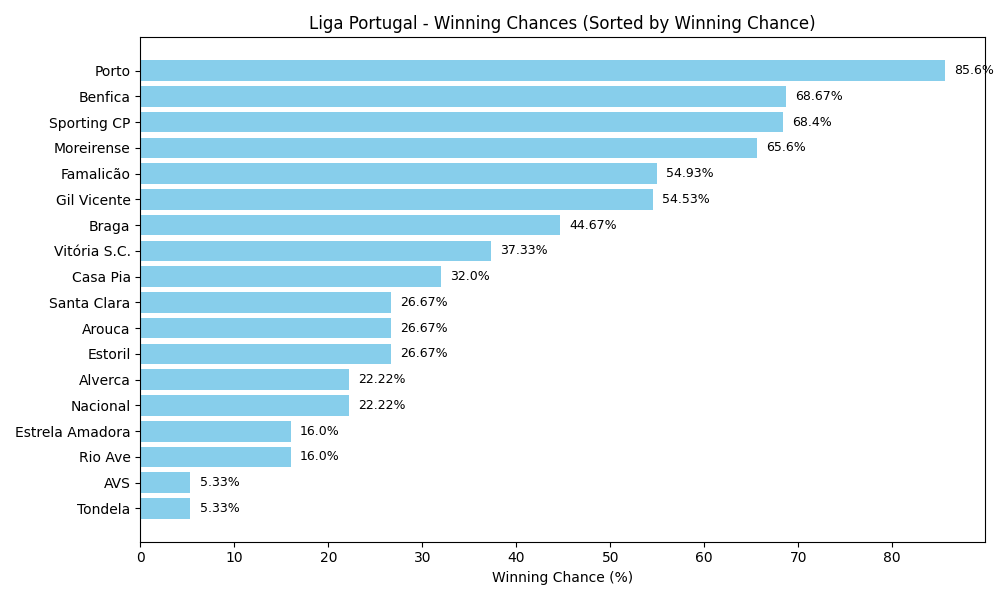 Liga Portugal - Winning Chances (Sorted by Winning Chance)
Porto 85.6%
Benfica 68.67%
Sporting CP 68.4%
Moreirense 65.6%
Famalicão 54.93%
Gil Vicente 54.53%
Braga 44.67%
Vitória S.C. 37.33%
Casa Pia 32.0%
Santa Clara 26.67%
Arouca 26.67%
Estoril 26.67%
Alverca 22.22%
Nacional 22.22%
Estrela Amadora 16.0%
Rio Ave 16.0%
AVS 5.33%
Tondela 5.33%
0 10 20 30 40 50 60 70 80
Winning Chance (%)